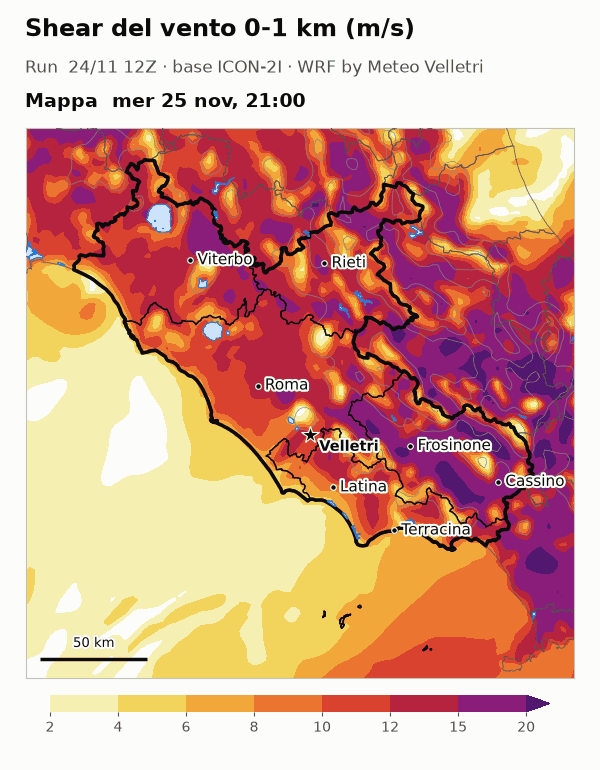 Shear del vento 0-1 km (m/s)
Run  24/11 12Z · base ICON-2I · WRF by Meteo Velletri
Mappa  mer 25 nov, 21:00
Viterbo
Rieti
Roma
Velletri
Frosinone
Latina
Cassino
Terracina
50 km
2 4 6 8 10 12 15 20